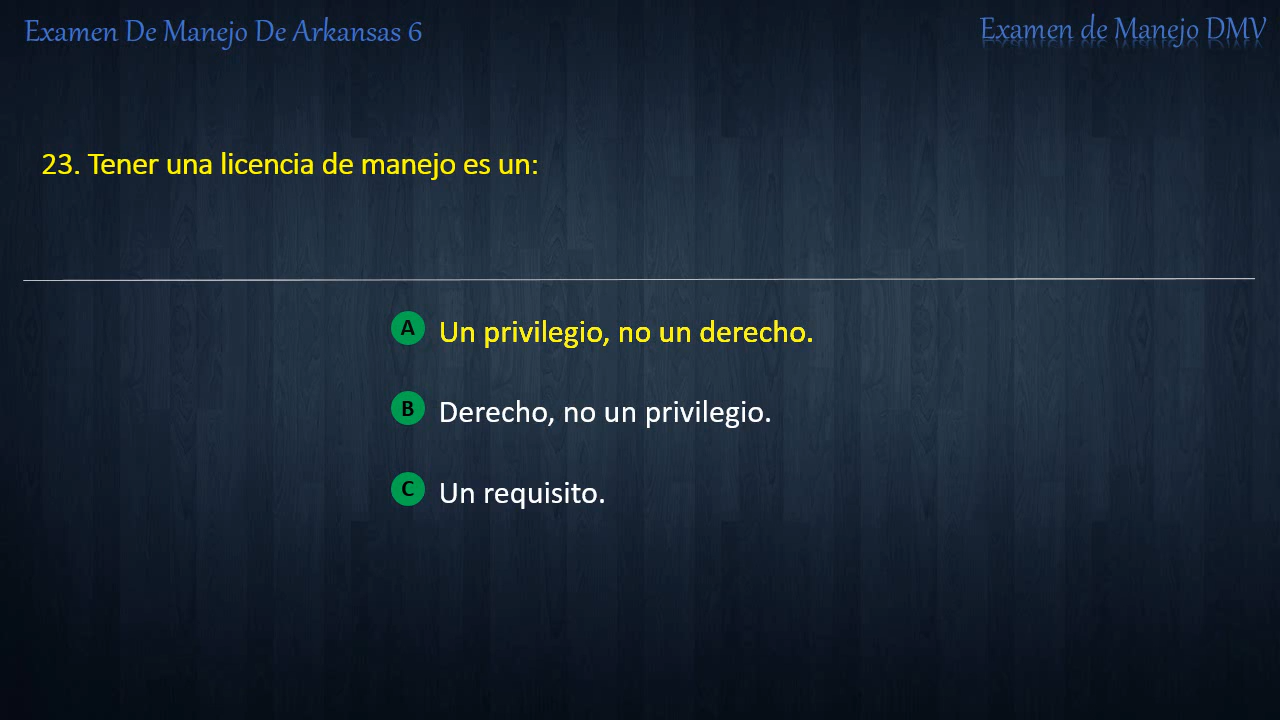 Examen De Manejo De Arkansas 6
Examen de Manejo DMV
23. Tener una licencia de manejo es un:
A Un privilegio, no un derecho.
B Derecho, no un privilegio.
C Un requisito.